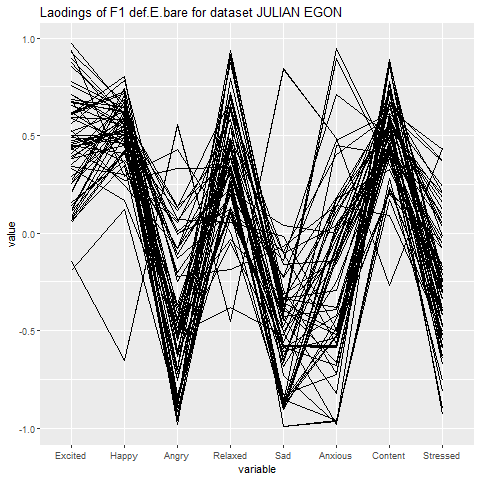 Laodings of F1 def.E.bare for dataset JULIAN EGON
1.0
0.5
0.0
-0.5
-1.0
value
Excited Happy Angry Relaxed Sad Anxious Content Stressed
variable